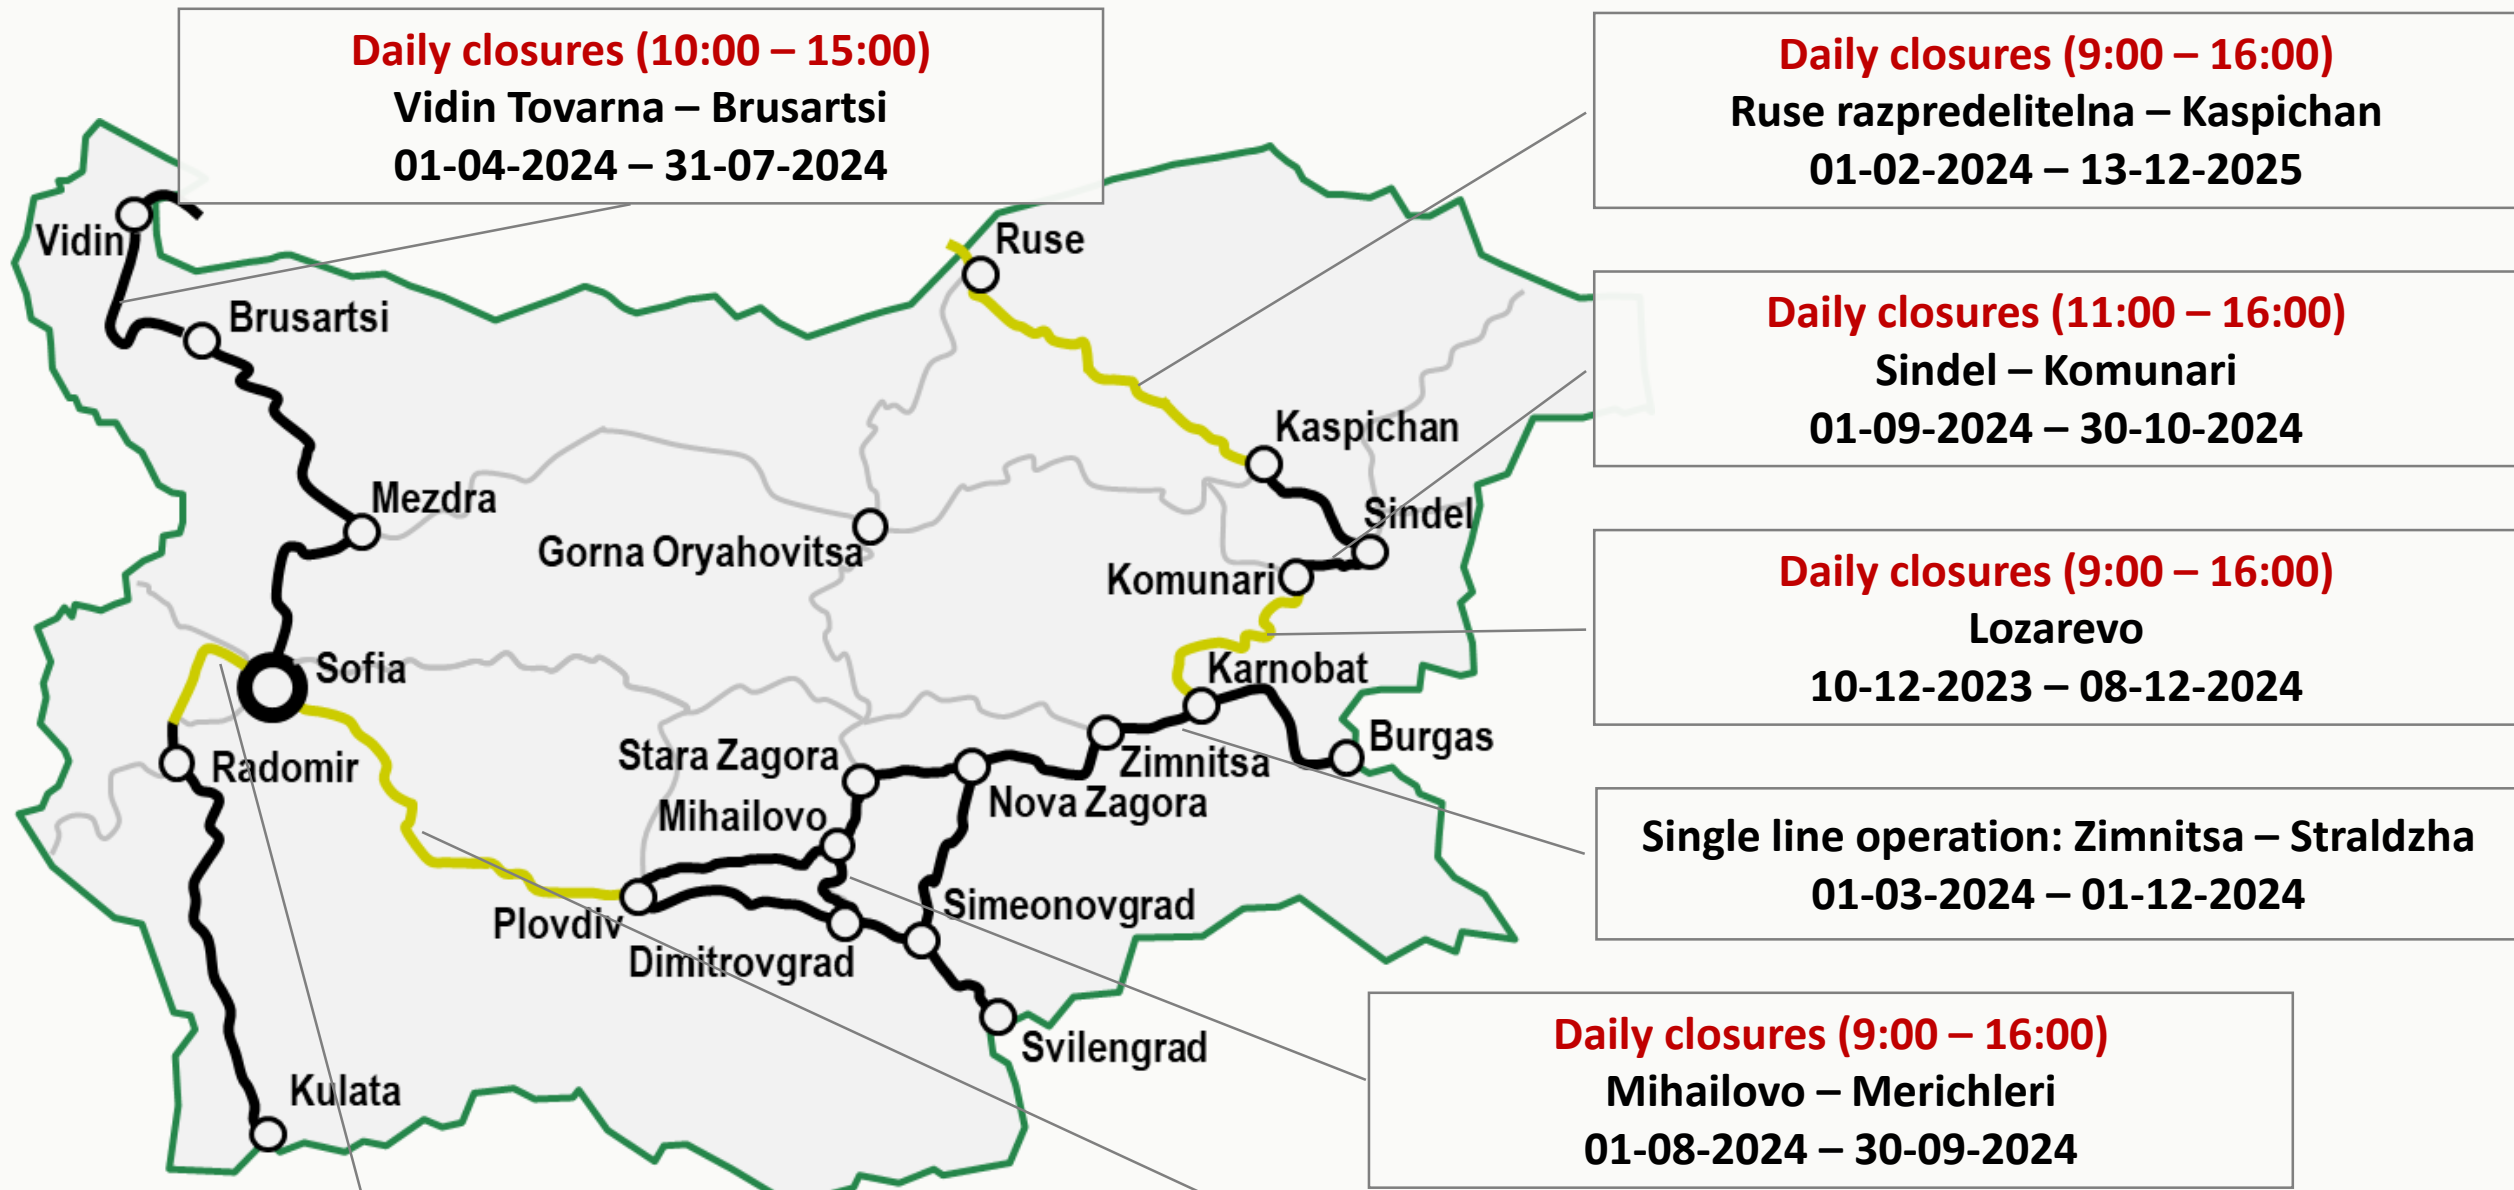 Daily closures (10:00 – 15:00)
Vidin Tovarna – Brusartsi
01-04-2024 – 31-07-2024
Daily closures (9:00 – 16:00)
Ruse razpredelitelna – Kaspichan
01-02-2024 – 13-12-2025
Daily closures (11:00 – 16:00)
Sindel – Komunari
01-09-2024 – 30-10-2024
Daily closures (9:00 – 16:00)
Lozarevo
10-12-2023 – 08-12-2024
Single line operation: Zimnitsa – Straldzha
01-03-2024 – 01-12-2024
Daily closures (9:00 – 16:00)
Mihailovo – Merichleri
01-08-2024 – 30-09-2024
Vidin
Ruse
Brusartsi
Kaspichan
Mezdra
Sindel
Gorna Oryahovitsa
Komunari
Sofia
Karnobat
Burgas
Radomir
Stara Zagora
Zimnitsa
Nova Zagora
Mihailovo
Simeonovgrad
Plovdiv
Dimitrovgrad
Svilengrad
Kulata